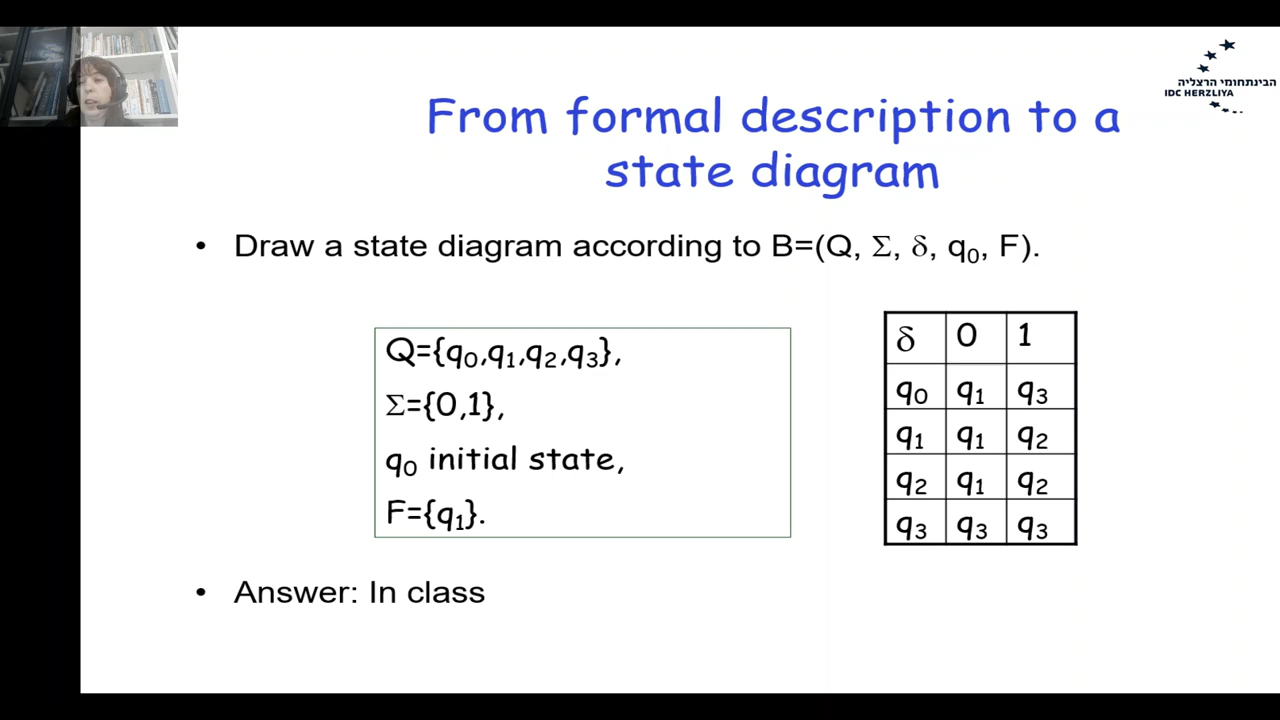 הבינתחומי הרצליה
IDC HERZLIYA
From formal description to a
state diagram
• Draw a state diagram according to B=(Q, Σ, δ, q₀, F).
Q={q₀,q₁,q₂,q₃},
Σ={0,1},
q₀ initial state,
F={q₁}.
δ 0 1
q₀ q₁ q₃
q₁ q₁ q₂
q₂ q₁ q₂
q₃ q₃ q₃
• Answer: In class